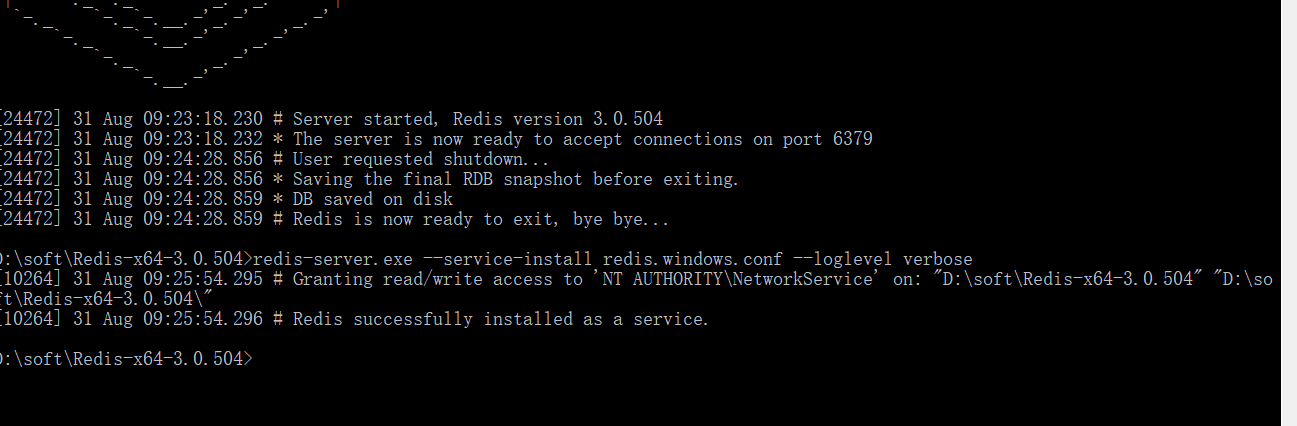 [24472] 31 Aug 09:23:18.230 # Server started, Redis version 3.0.504
[24472] 31 Aug 09:23:18.232 * The server is now ready to accept connections on port 6379
[24472] 31 Aug 09:24:28.856 # User requested shutdown...
[24472] 31 Aug 09:24:28.856 * Saving the final RDB snapshot before exiting.
[24472] 31 Aug 09:24:28.859 * DB saved on disk
[24472] 31 Aug 09:24:28.859 # Redis is now ready to exit, bye bye...
D:\soft\Redis-x64-3.0.504>redis-server.exe --service-install redis.windows.conf --loglevel verbose
[10264] 31 Aug 09:25:54.295 # Granting read/write access to 'NT AUTHORITY\NetworkService' on: "D:\soft\Redis-x64-3.0.504" "D:\so
ft\Redis-x64-3.0.504\"
[10264] 31 Aug 09:25:54.296 # Redis successfully installed as a service.
D:\soft\Redis-x64-3.0.504>